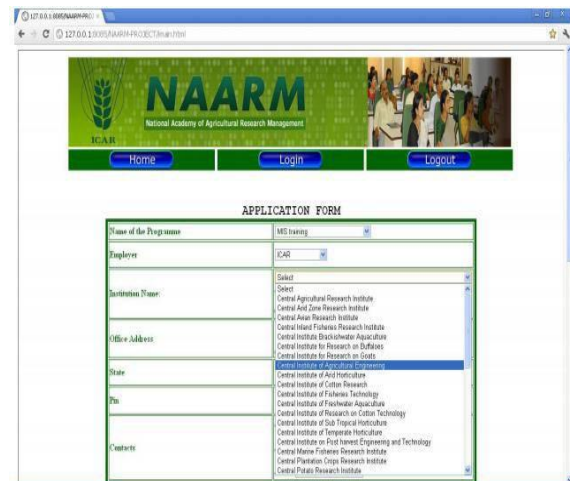 127.0.0.1:8085/NAARM-PROJ
127.0.0.1:8085/NAARM-PROJECT/main.html
NAARM
National Academy of Agricultural Research Management
ICAR
Home Login Logout
APPLICATION FORM
Name of the Programme MIS training
Employer ICAR
Institution Name: Select
Select
Central Agricultural Research Institute
Central Arid Zone Research Institute
Central Avian Research Institute
Central Inland Fisheries Research Institute
Central Institute Brackishwater Aquaculture
Central Institute for Research on Buffaloes
Central Institute for Research on Goats
Central Institute of Agricultural Engineering
Central Institute of Arid Horticulture
Central Institute of Cotton Research
Central Institute of Fisheries Technology
Central Institute of Freshwater Aquaculture
Central Institute of Research on Cotton Technology
Central Institute of Sub Tropical Horticulture
Central Institute of Temperate Horticulture
Central Institute on Post harvest Engineering and Technology
Central Marine Fisheries Research Institute
Central Plantation Crops Research Institute
Central Potato Research Institute
Office Address
State
Pin
Contacts